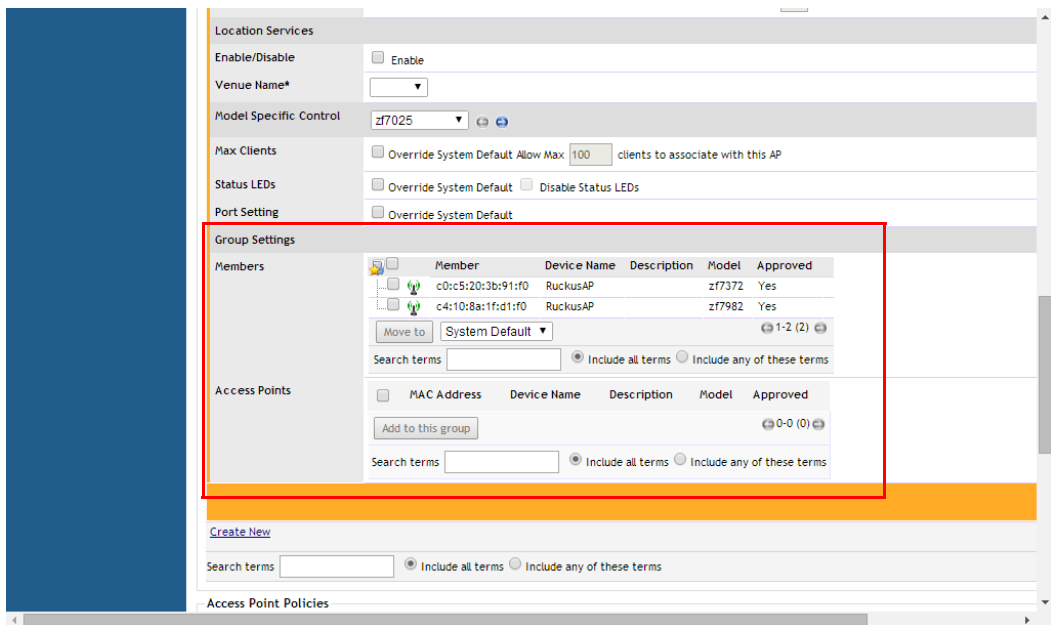 Location Services
Enable/Disable Enable
Venue Name*
Model Specific Control zf7025
Max Clients Override System Default Allow Max 100 clients to associate with this AP
Status LEDs Override System Default Disable Status LEDs
Port Setting Override System Default
Group Settings
Members Member Device Name Description Model Approved
c0:c5:20:3b:91:f0 RuckusAP zf7372 Yes
c4:10:8a:1f:d1:f0 RuckusAP zf7982 Yes
Move to System Default 1-2 (2)
Search terms Include all terms Include any of these terms
Access Points MAC Address Device Name Description Model Approved
Add to this group 0-0 (0)
Search terms Include all terms Include any of these terms
Create New
Search terms Include all terms Include any of these terms
Access Point Policies